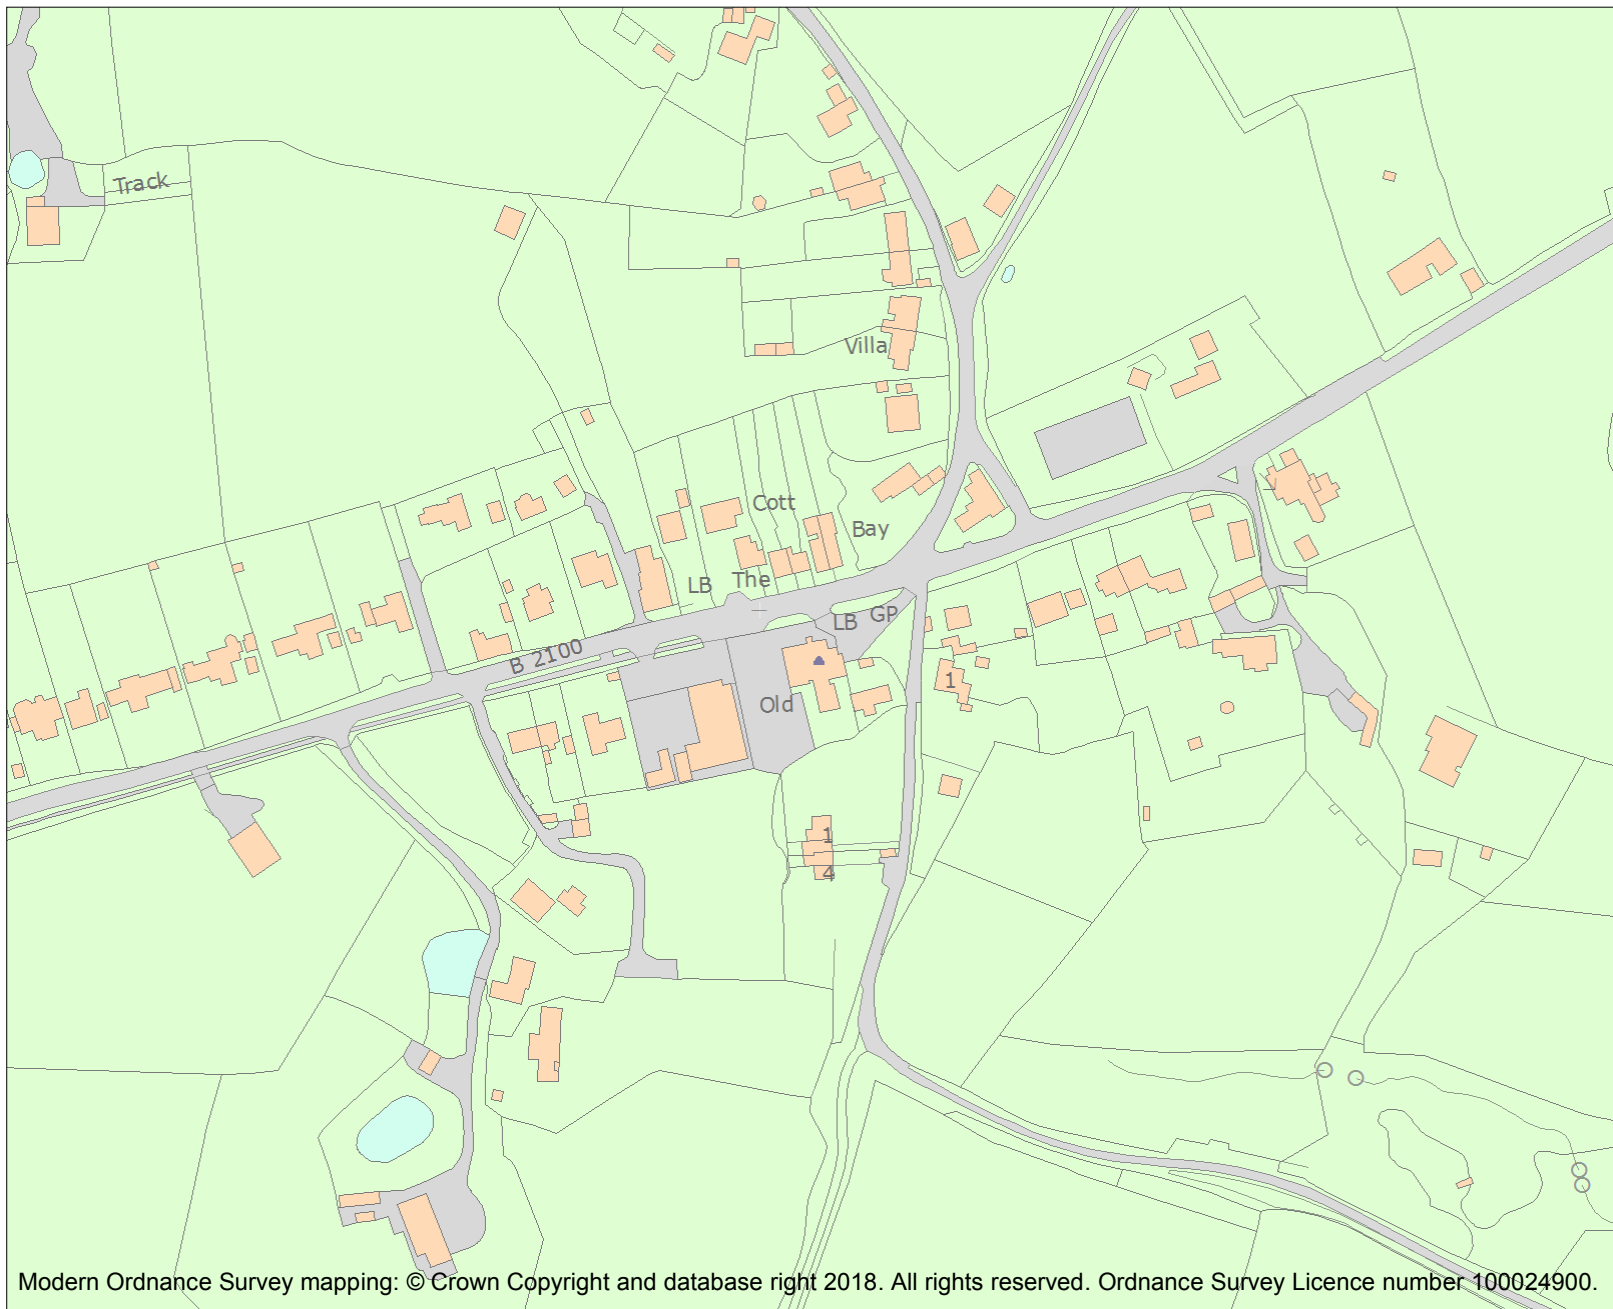 Track
Villa
Cott
Bay
LB
The
LB
GP
B 2100
1
Old
1
4
Modern Ordnance Survey mapping: © Crown Copyright and database right 2018. All rights reserved. Ordnance Survey Licence number 100024900.